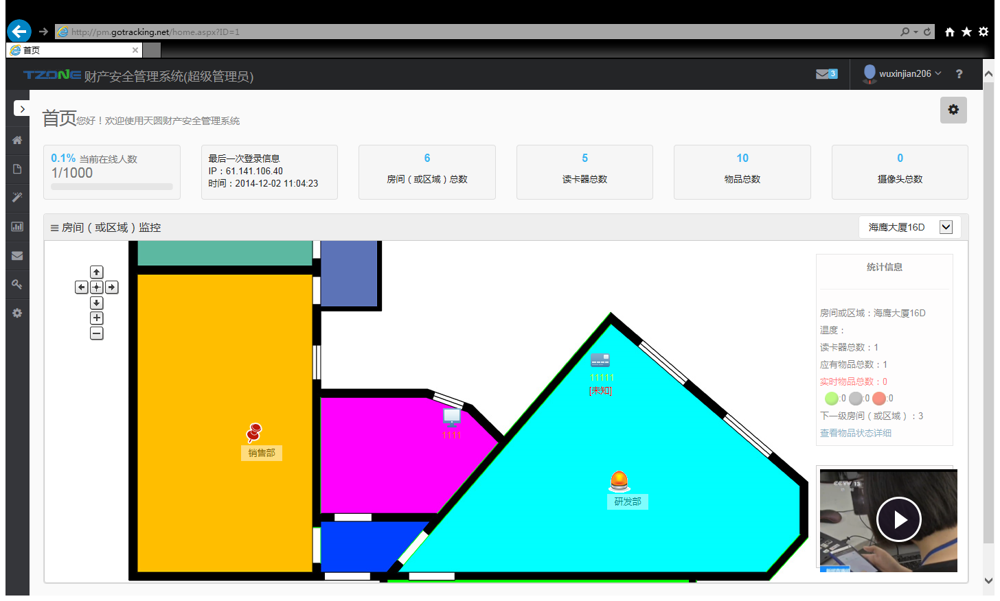 http://pm.gotracking.net/home.aspx?ID=1
首页
TZONE 财产安全管理系统(超级管理员)
3
wuxinjian206
?
首页您好！欢迎使用天圆财产安全管理系统
0.1% 当前在线人数
1/1000
最后一次登录信息
IP：61.141.106.40
时间：2014-12-02 11:04:23
6
房间（或区域）总数
5
读卡器总数
10
物品总数
0
摄像头总数
房间（或区域）监控
海鹰大厦16D
统计信息
房间或区域：海鹰大厦16D
温度：
读卡器总数：1
应有物品总数：1
实时物品总数：0
:0 :0 :0
下一级房间（或区域）：3
查看物品状态详细
11111
[未知]
1111
销售部
研发部
CCTV 13